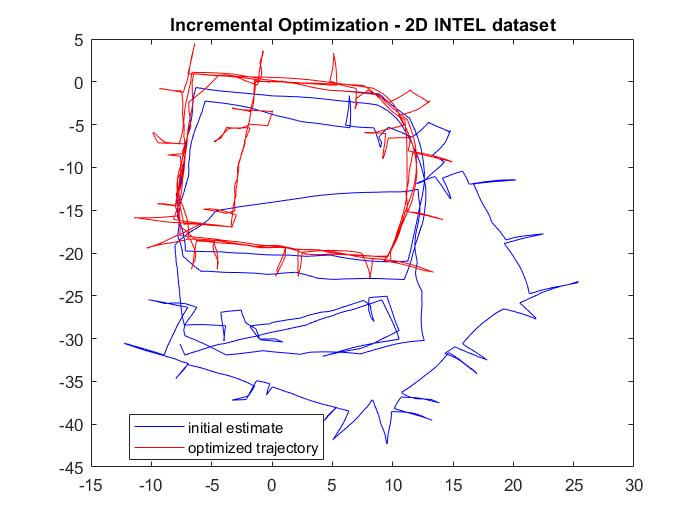 Incremental Optimization - 2D INTEL dataset
5
0
-5
-10
-15
-20
-25
-30
-35
-40
-45
initial estimate
optimized trajectory
-15 -10 -5 0 5 10 15 20 25 30